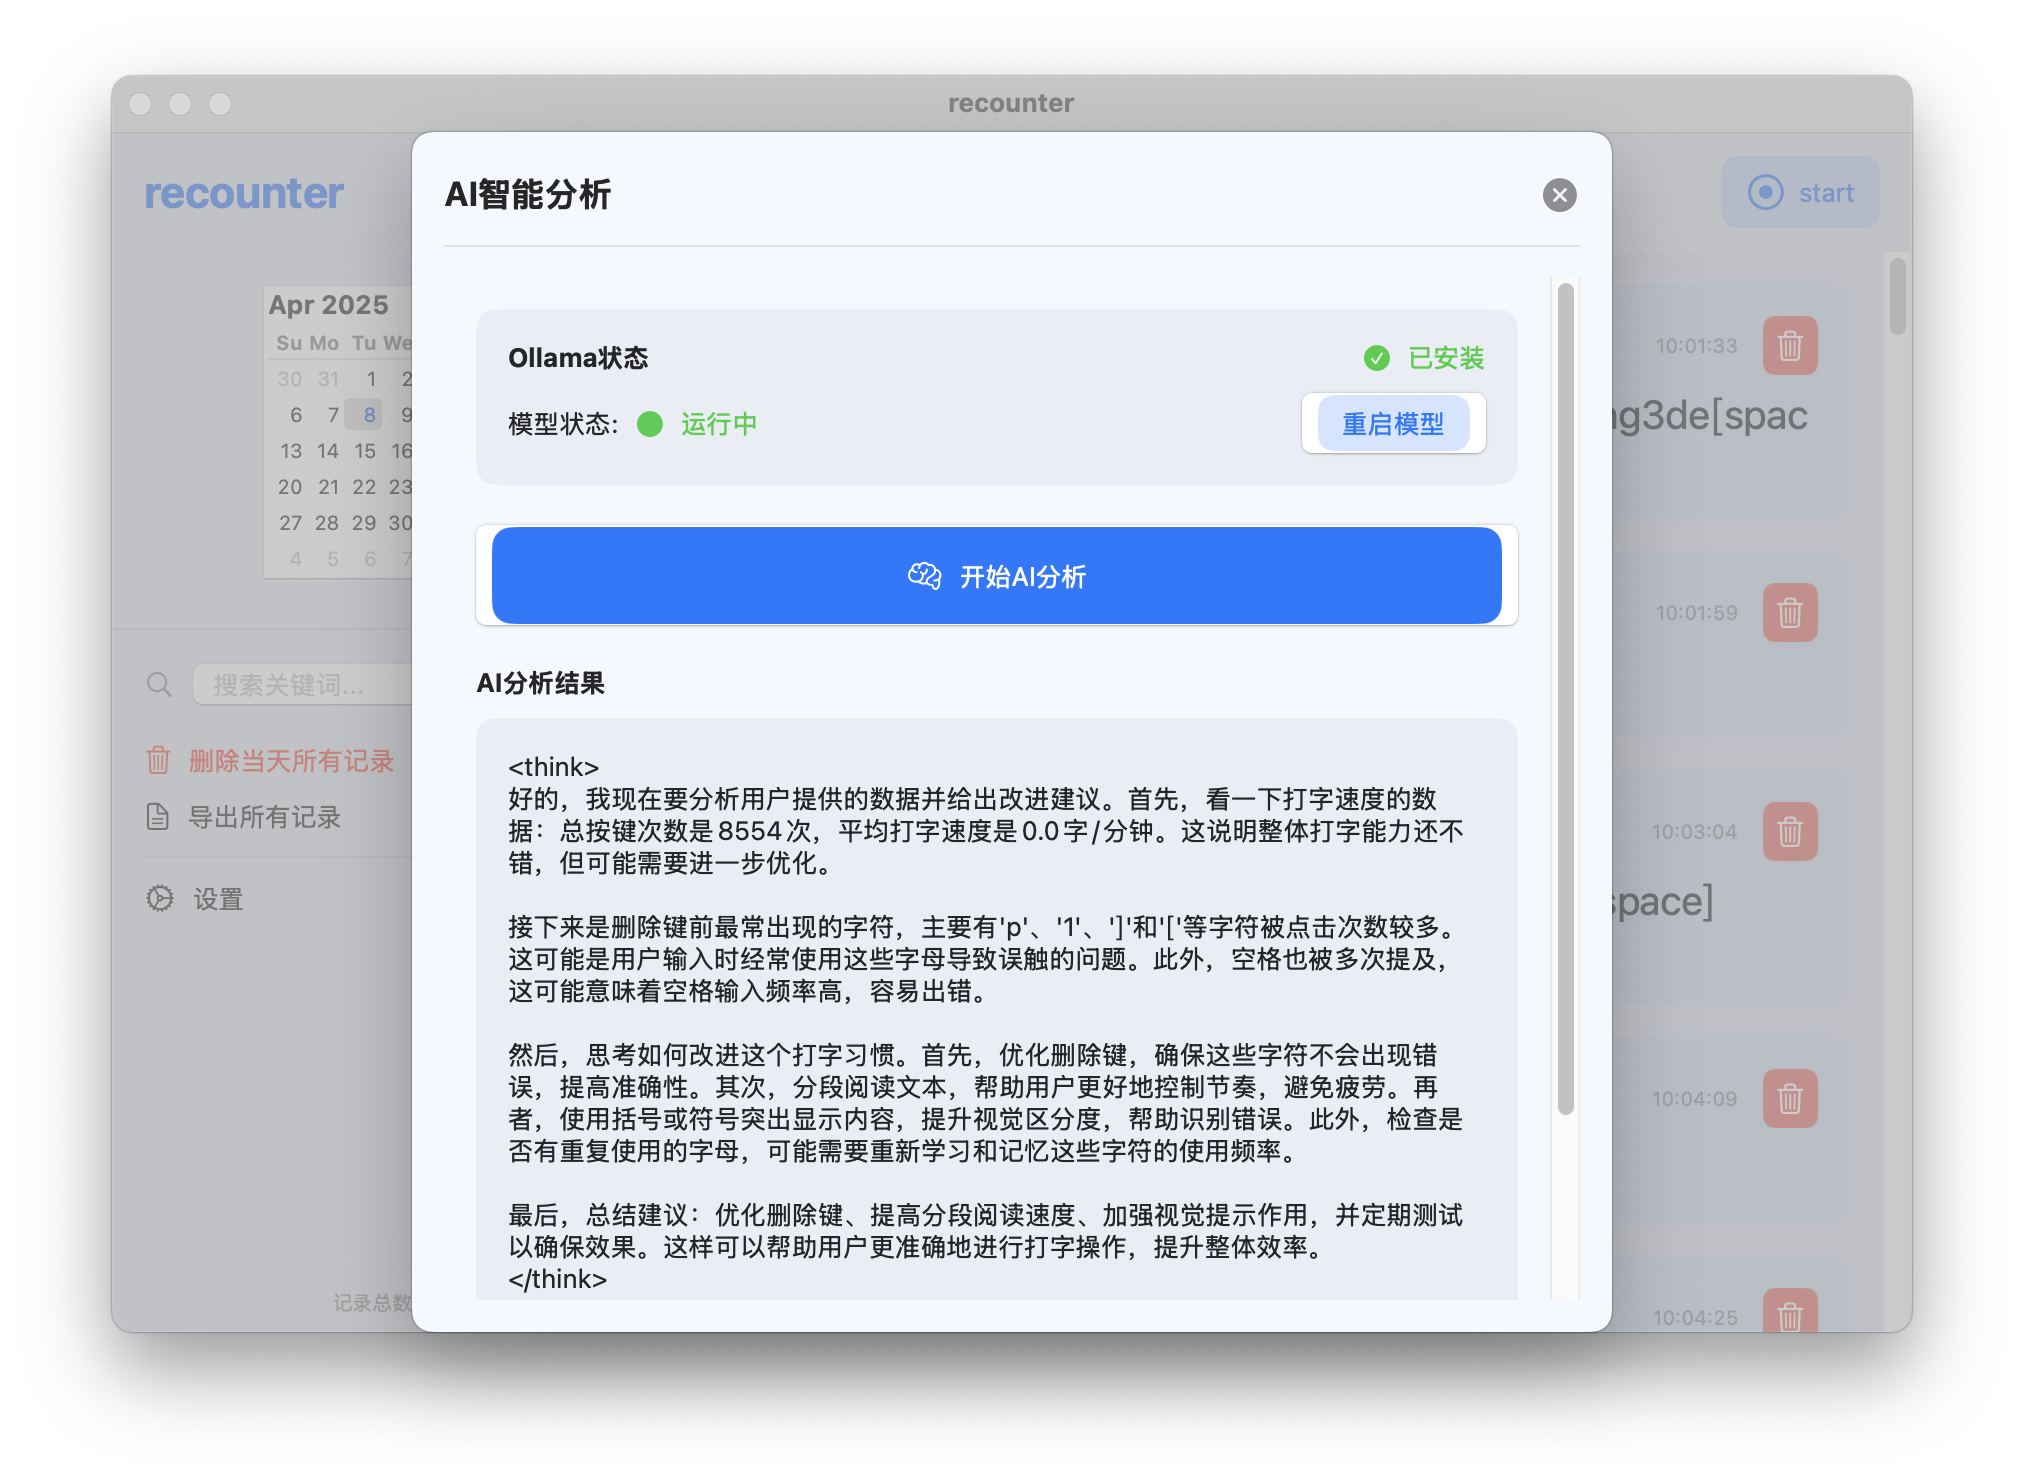 recounter
recounter
start
Apr 2025
Su Mo Tu We
30 31 1 2
6 7 8 9
13 14 15 16
20 21 22 23
27 28 29 30
4 5 6 7
搜索关键词...
删除当天所有记录
导出所有记录
设置
记录总数
AI智能分析
Ollama状态
已安装
模型状态:
运行中
重启模型
开始AI分析
AI分析结果
<think>
好的，我现在要分析用户提供的数据并给出改进建议。首先，看一下打字速度的数
据：总按键次数是8554次，平均打字速度是0.0字/分钟。这说明整体打字能力还不
错，但可能需要进一步优化。
接下来是删除键前最常出现的字符，主要有'p'、'1'、']'和'['等字符被点击次数较多。
这可能是用户输入时经常使用这些字母导致误触的问题。此外，空格也被多次提及，
这可能意味着空格输入频率高，容易出错。
然后，思考如何改进这个打字习惯。首先，优化删除键，确保这些字符不会出现错
误，提高准确性。其次，分段阅读文本，帮助用户更好地控制节奏，避免疲劳。再
者，使用括号或符号突出显示内容，提升视觉区分度，帮助识别错误。此外，检查是
否有重复使用的字母，可能需要重新学习和记忆这些字符的使用频率。
最后，总结建议：优化删除键、提高分段阅读速度、加强视觉提示作用，并定期测试
以确保效果。这样可以帮助用户更准确地进行打字操作，提升整体效率。
</think>
10:01:33
g3de[spac
10:01:59
10:03:04
space]
10:04:09
10:04:25